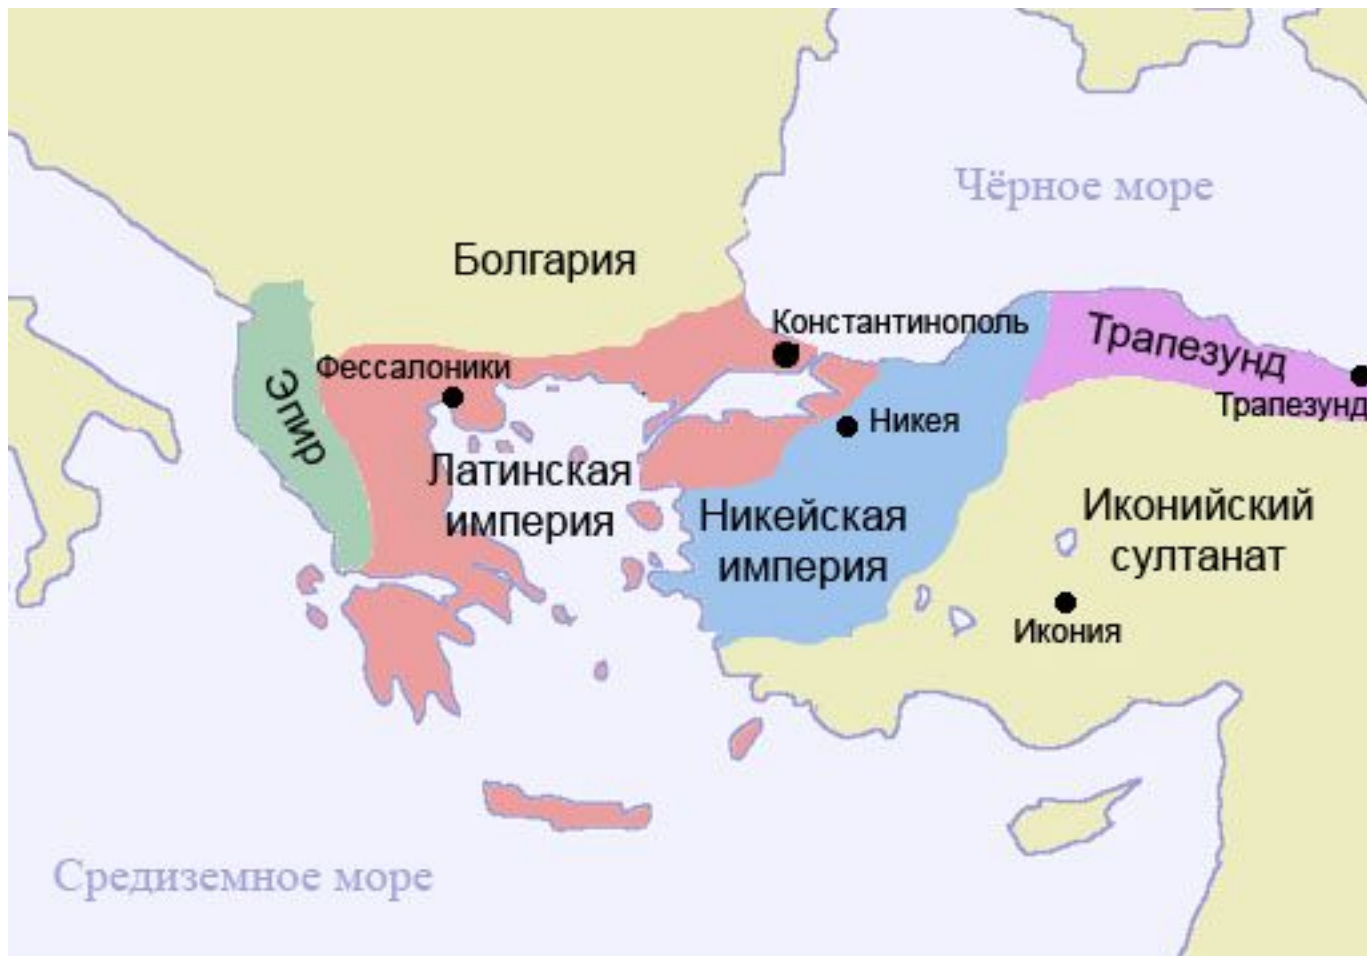 Чёрное море
Болгария
Константинополь
Трапезунд
Фессалоники
Эпир
Трапезунд
Никея
Латинская
империя
Никейская
империя
Иконийский
султанат
Икония
Средиземное море